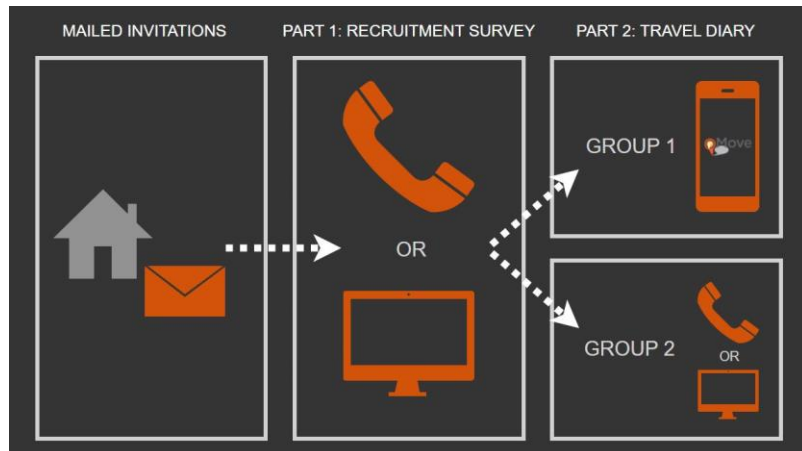 MAILED INVITATIONS
PART 1: RECRUITMENT SURVEY
PART 2: TRAVEL DIARY
OR
GROUP 1
Move
GROUP 2
OR